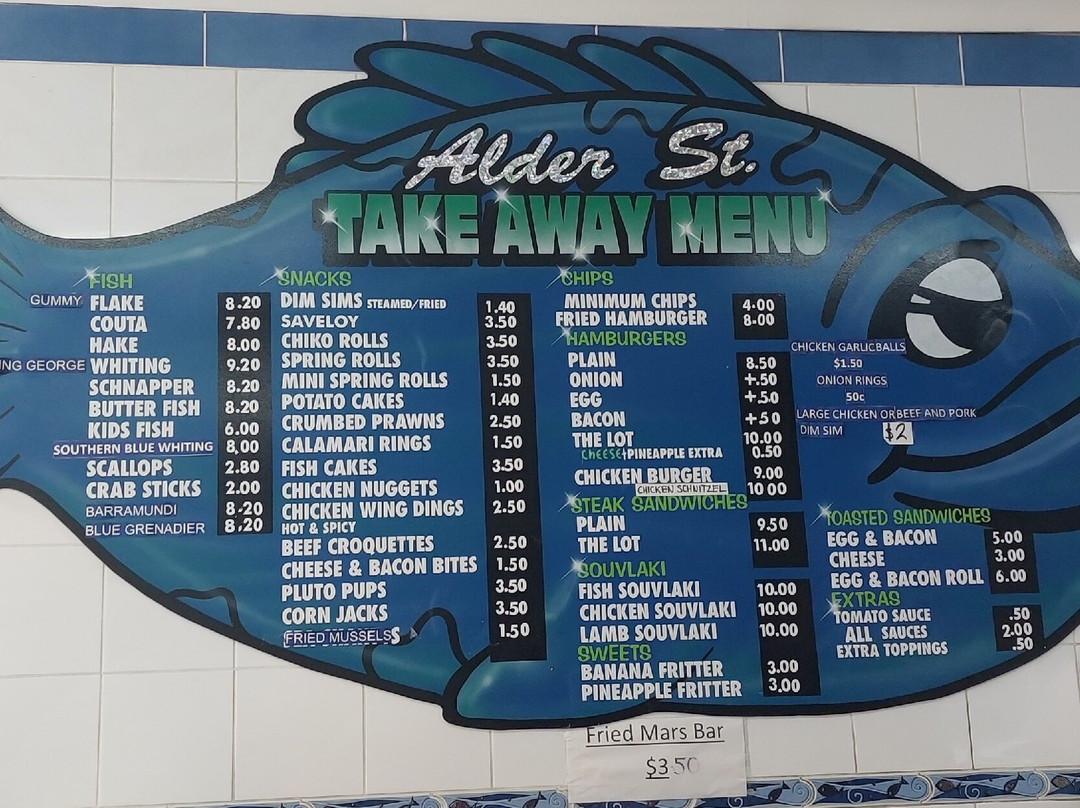 Alder St.
TAKE AWAY MENU
FISH
GUMMY FLAKE 8.20
COUTA 7.80
HAKE 8.00
ING GEORGE WHITING 9.20
SCHNAPPER 8.20
BUTTER FISH 8.20
KIDS FISH 6.00
SOUTHERN BLUE WHITING 8,00
SCALLOPS 2.80
CRAB STICKS 2.00
BARRAMUNDI 8-20
BLUE GRENADIER 8,20
SNACKS
DIM SIMS STEAMED/FRIED 1.40
SAVELOY 3.50
CHIKO ROLLS 3.50
SPRING ROLLS 3.50
MINI SPRING ROLLS 1.50
POTATO CAKES 1.40
CRUMBED PRAWNS 2.50
CALAMARI RINGS 1.50
FISH CAKES 3.50
CHICKEN NUGGETS 1.00
CHICKEN WING DINGS 2.50
HOT & SPICY
BEEF CROQUETTES 2.50
CHEESE & BACON BITES 1.50
PLUTO PUPS 3.50
CORN JACKS 3.50
FRIED MUSSELS S 1.50
CHIPS
MINIMUM CHIPS 4.00
FRIED HAMBURGER 8-00
HAMBURGERS
PLAIN 8.50
ONION +.50
EGG +.50
BACON +50
THE LOT 10.00
cheese+PINEAPPLE EXTRA 0.50
CHICKEN BURGER 9.00
CHICKEN SCHNITZEL 10 00
STEAK SANDWICHES
PLAIN 9.50
THE LOT 11.00
SOUVLAKI
FISH SOUVLAKI 10.00
CHICKEN SOUVLAKI 10.00
LAMB SOUVLAKI 10.00
SWEETS
BANANA FRITTER 3.00
PINEAPPLE FRITTER 3.00
CHICKEN GARLICBALLS
$1.50
ONION RINGS
50c
LARGE CHICKEN OR BEEF AND PORK
DIM SIM $2
TOASTED SANDWICHES
EGG & BACON 5.00
CHEESE 3.00
EGG & BACON ROLL 6.00
EXTRAS
TOMATO SAUCE .50
ALL SAUCES 2.00
EXTRA TOPPINGS .50
Fried Mars Bar
$3.50